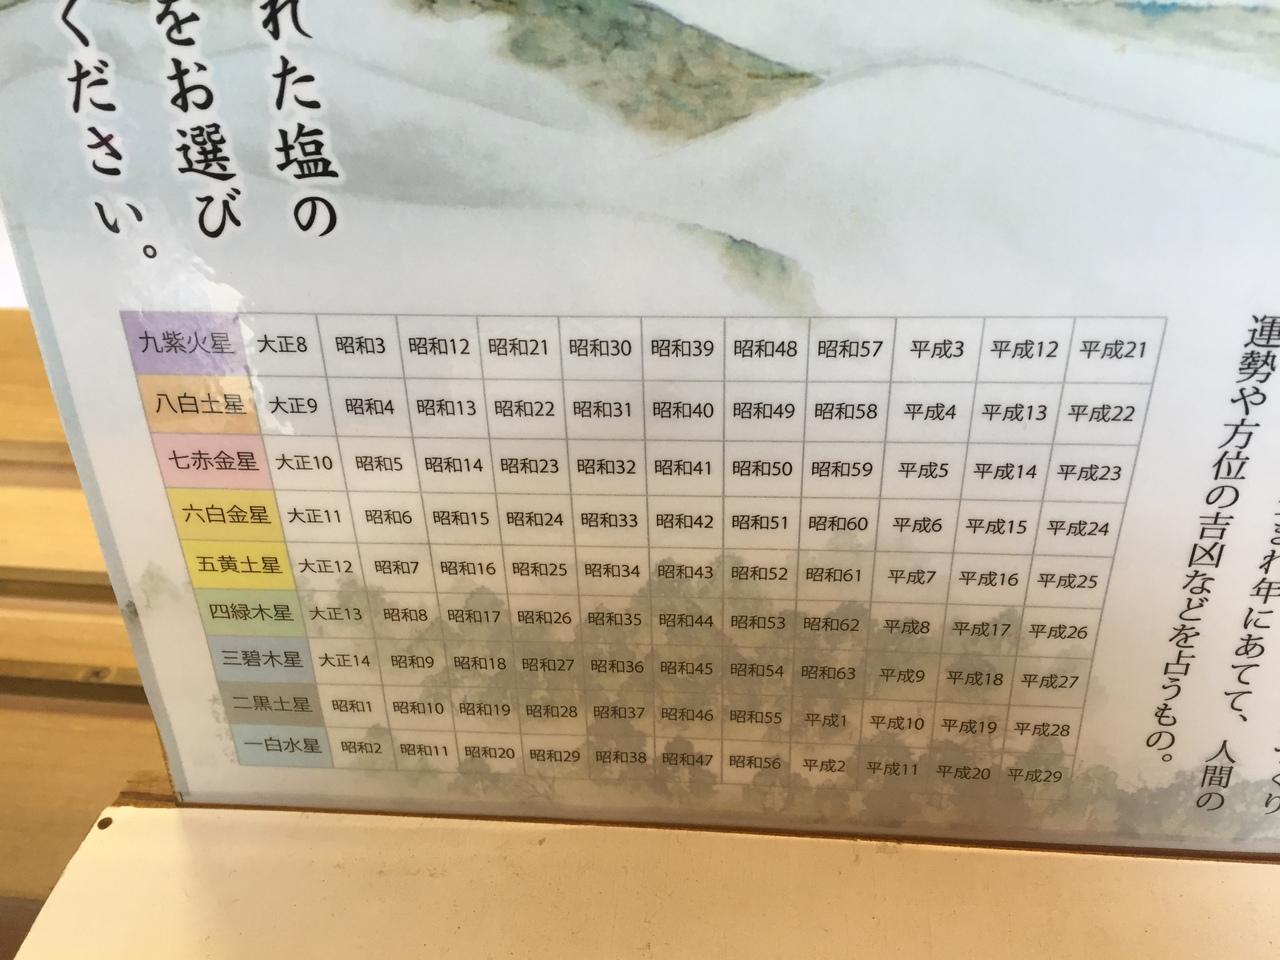 れた塩の
をお選び
ください。
九紫火星 大正8 昭和3 昭和12 昭和21 昭和30 昭和39 昭和48 昭和57 平成3 平成12 平成21
八白土星 大正9 昭和4 昭和13 昭和22 昭和31 昭和40 昭和49 昭和58 平成4 平成13 平成22
七赤金星 大正10 昭和5 昭和14 昭和23 昭和32 昭和41 昭和50 昭和59 平成5 平成14 平成23
六白金星 大正11 昭和6 昭和15 昭和24 昭和33 昭和42 昭和51 昭和60 平成6 平成15 平成24
五黄土星 大正12 昭和7 昭和16 昭和25 昭和34 昭和43 昭和52 昭和61 平成7 平成16 平成25
四緑木星 大正13 昭和8 昭和17 昭和26 昭和35 昭和44 昭和53 昭和62 平成8 平成17 平成26
三碧木星 大正14 昭和9 昭和18 昭和27 昭和36 昭和45 昭和54 昭和63 平成9 平成18 平成27
二黒土星 昭和1 昭和10 昭和19 昭和28 昭和37 昭和46 昭和55 平成1 平成10 平成19 平成28
一白水星 昭和2 昭和11 昭和20 昭和29 昭和38 昭和47 昭和56 平成2 平成11 平成20 平成29
まれ年にあてて、人間の
運勢や方位の吉凶などを占うもの。